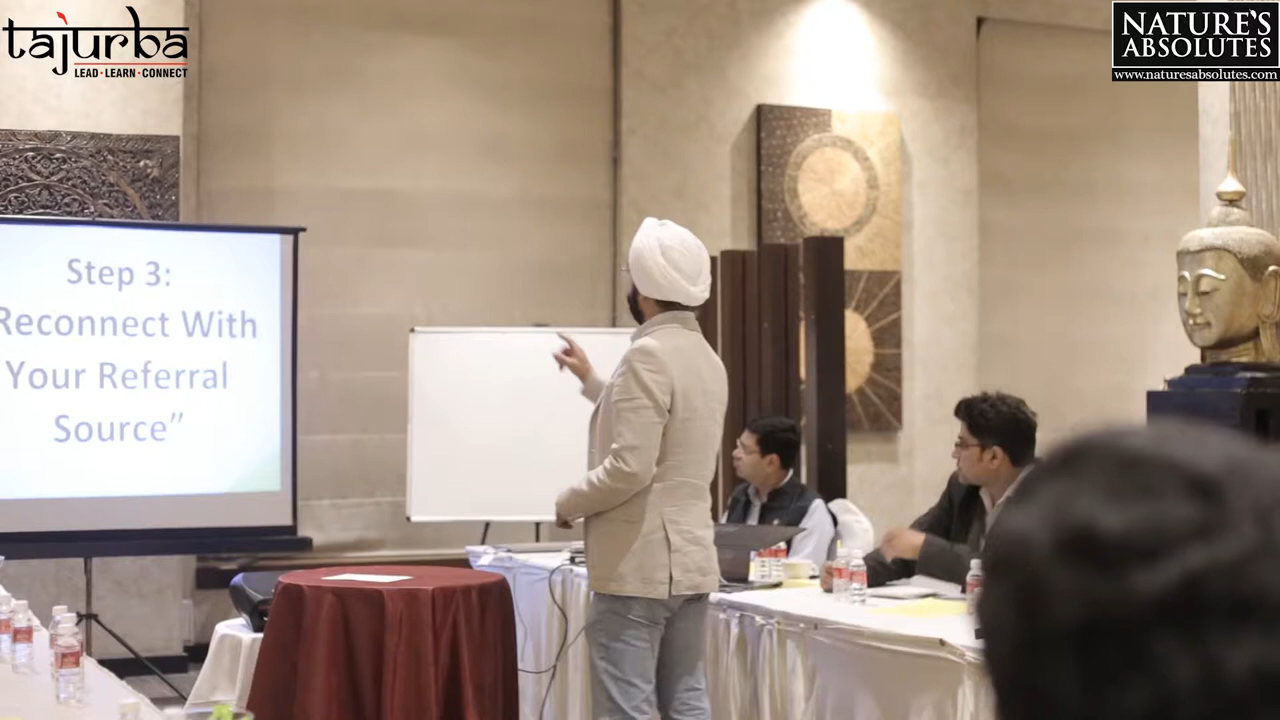 tajurba
LEAD·LEARN·CONNECT
NATURE'S
ABSOLUTES
www.naturesabsolutes.com
Step 3:
Reconnect With
Your Referral
Source”